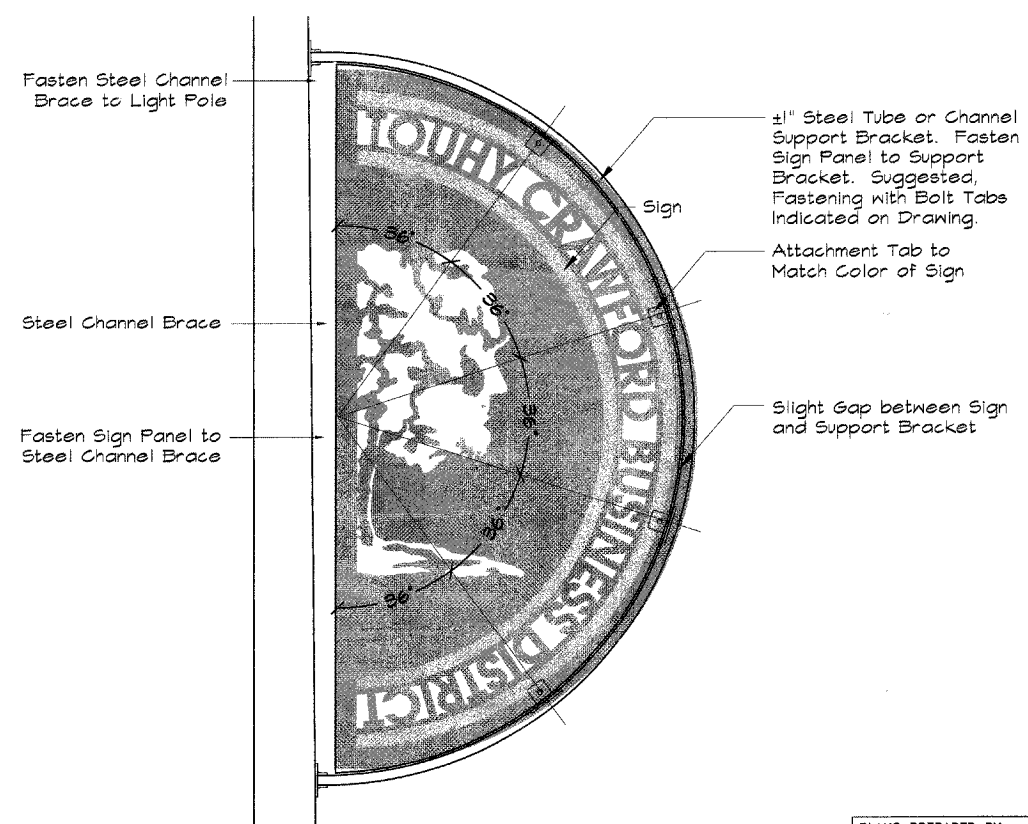 Fasten Steel Channel
Brace to Light Pole
Steel Channel Brace
Fasten Sign Panel to
Steel Channel Brace
TOUHY CRAWFORD BUSINESS DISTRICT
36°
36°
36°
36°
36°
±1" Steel Tube or Channel
Support Bracket. Fasten
Sign Panel to Support
Bracket. Suggested,
Fastening with Bolt Tabs
Indicated on Drawing.
Sign
Attachment Tab to
Match Color of Sign
Slight Gap between Sign
and Support Bracket